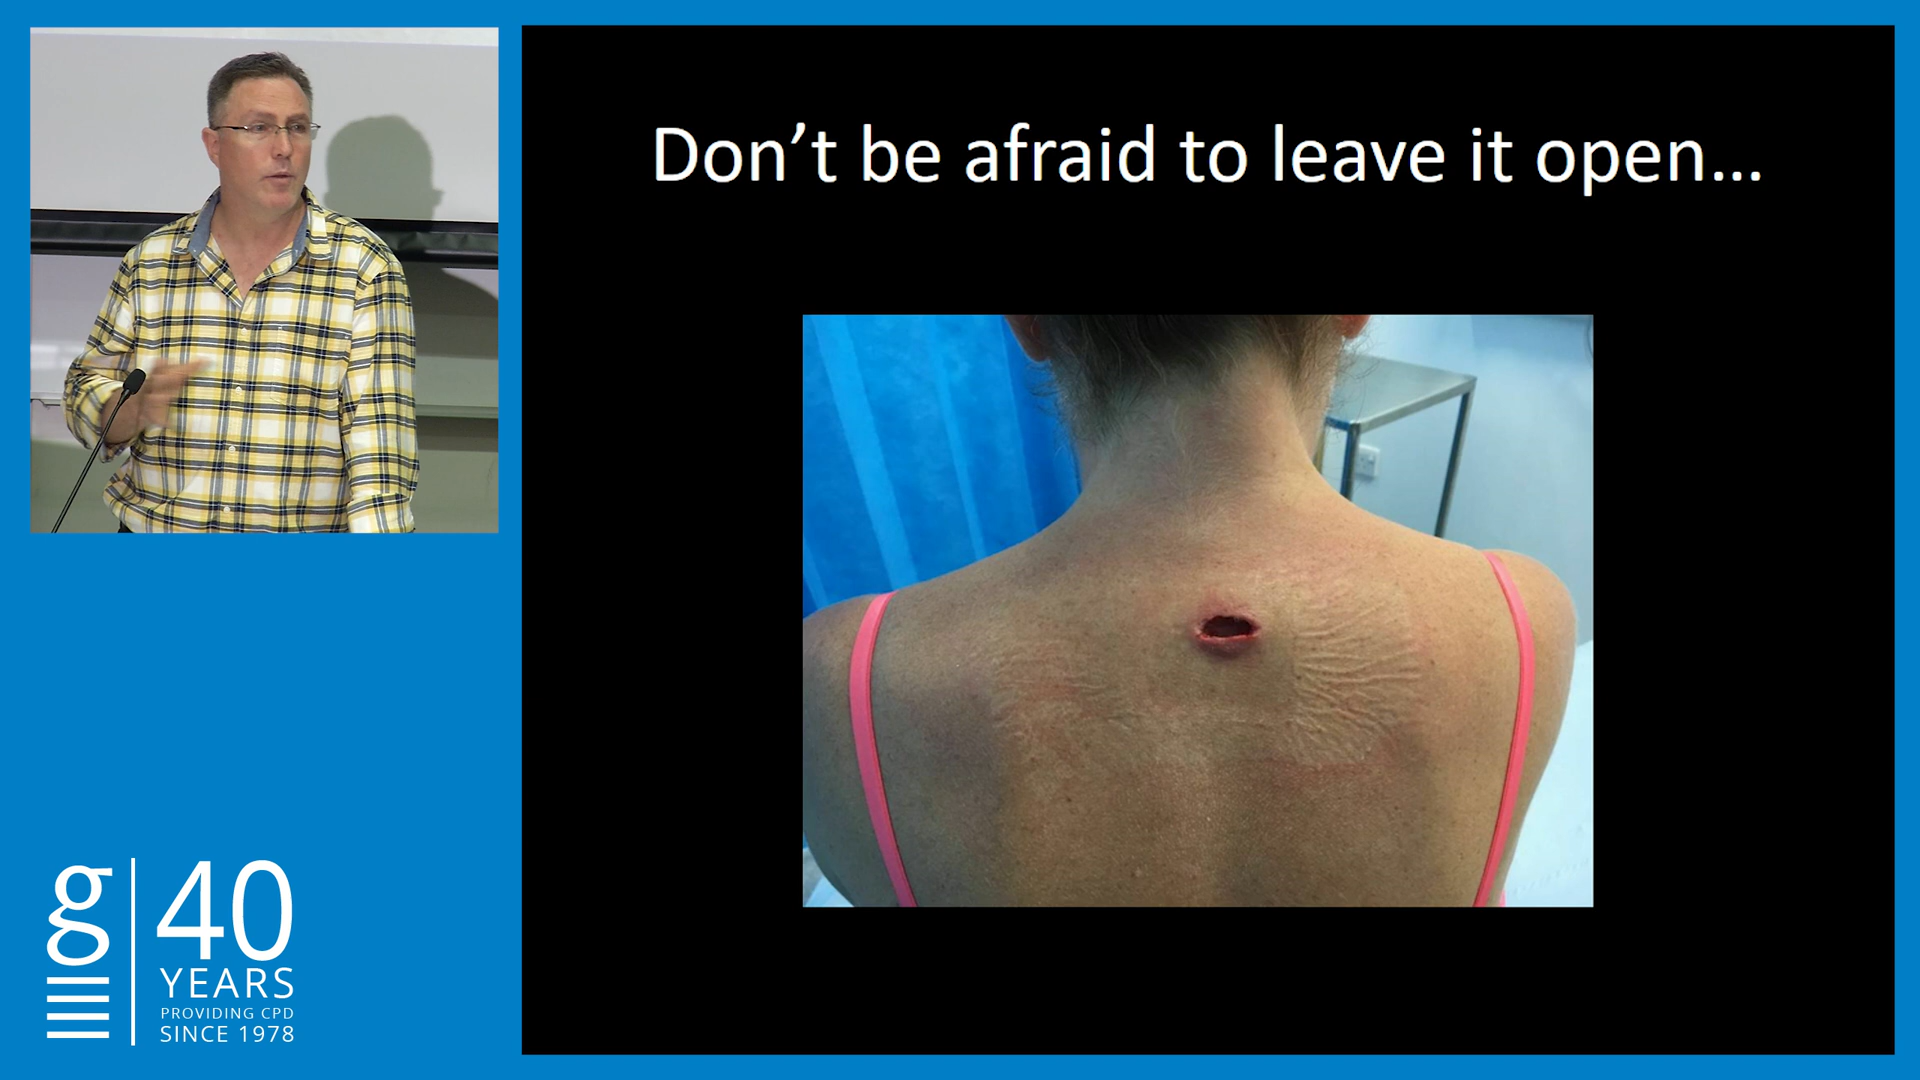 Don’t be afraid to leave it open…
g
40
YEARS
PROVIDING CPD
SINCE 1978